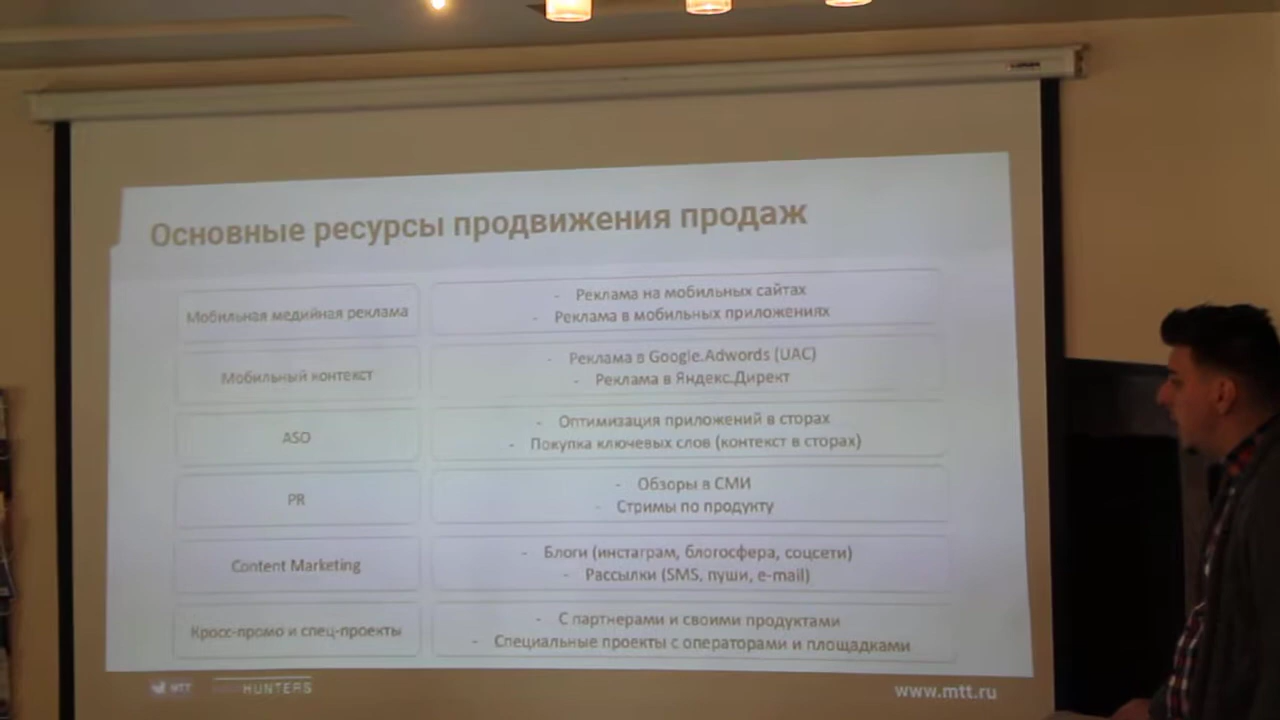 Основные ресурсы продвижения продаж
Мобильная медийная реклама
- Реклама на мобильных сайтах
- Реклама в мобильных приложениях
Мобильный контекст
- Реклама в Google.Adwords (UAC)
- Реклама в Яндекс.Директ
ASO
- Оптимизация приложений в сторах
- Покупка ключевых слов (контекст в сторах)
PR
- Обзоры в СМИ
- Стримы по продукту
Content Marketing
- Блоги (инстаграм, блогосфера, соцсети)
- Рассылки (SMS, пуши, e-mail)
Кросс-промо и спец-проекты
- С партнерами и своими продуктами
- Специальные проекты с операторами и площадками
МТТ
HUNTERS
www.mtt.ru